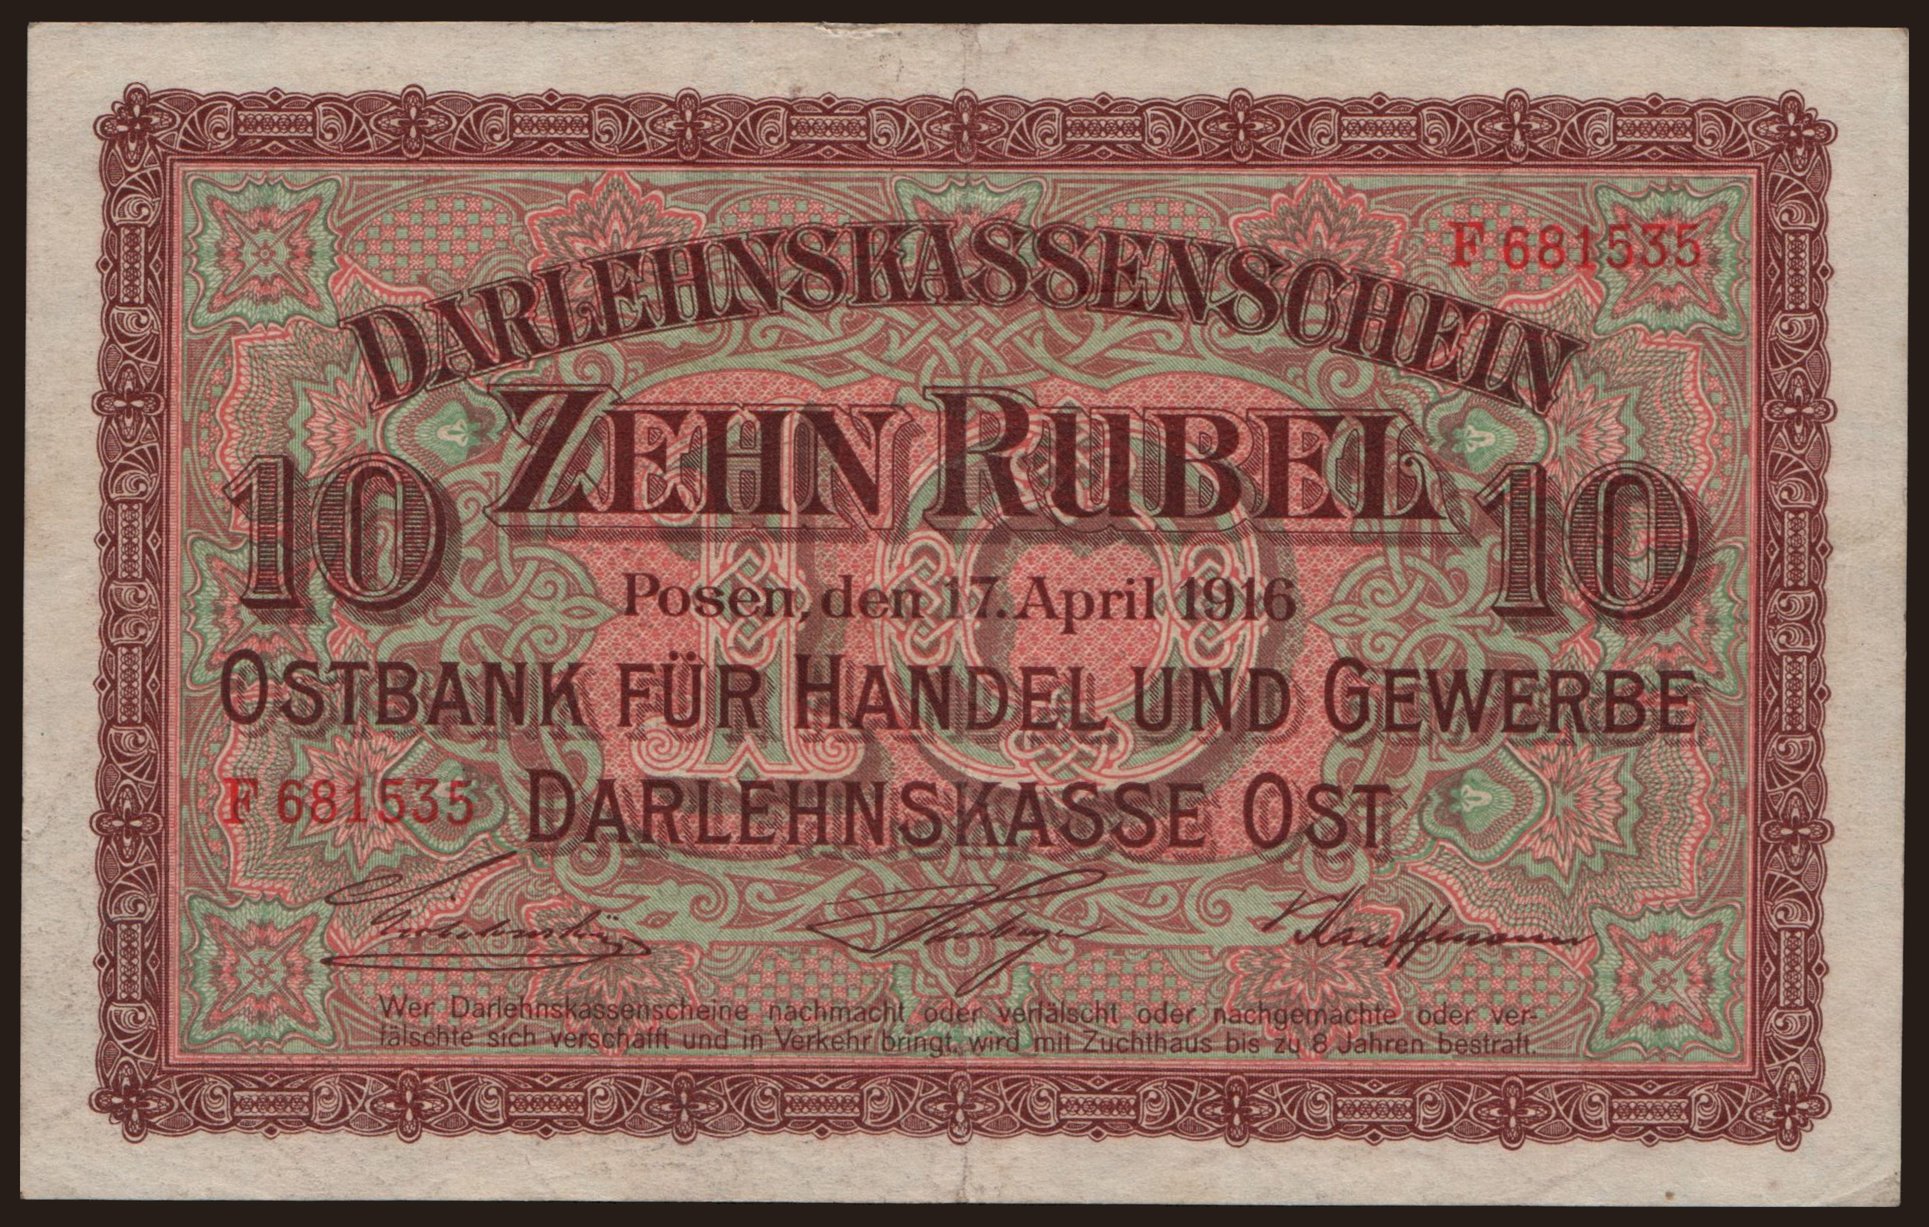 F 681535
DARLEHNSKASSENSCHEIN
ZEHN RUBEL
10 10
Posen, den 17. April 1916
10
OSTBANK FÜR HANDEL UND GEWERBE
F 681535
DARLEHNSKASSE OST
Kauffmann
Wer Darlehnskassenscheine nachmacht oder verfälscht oder nachgemachte oder ver-
fälschte sich verschafft und in Verkehr bringt, wird mit Zuchthaus bis zu 8 Jahren bestraft.